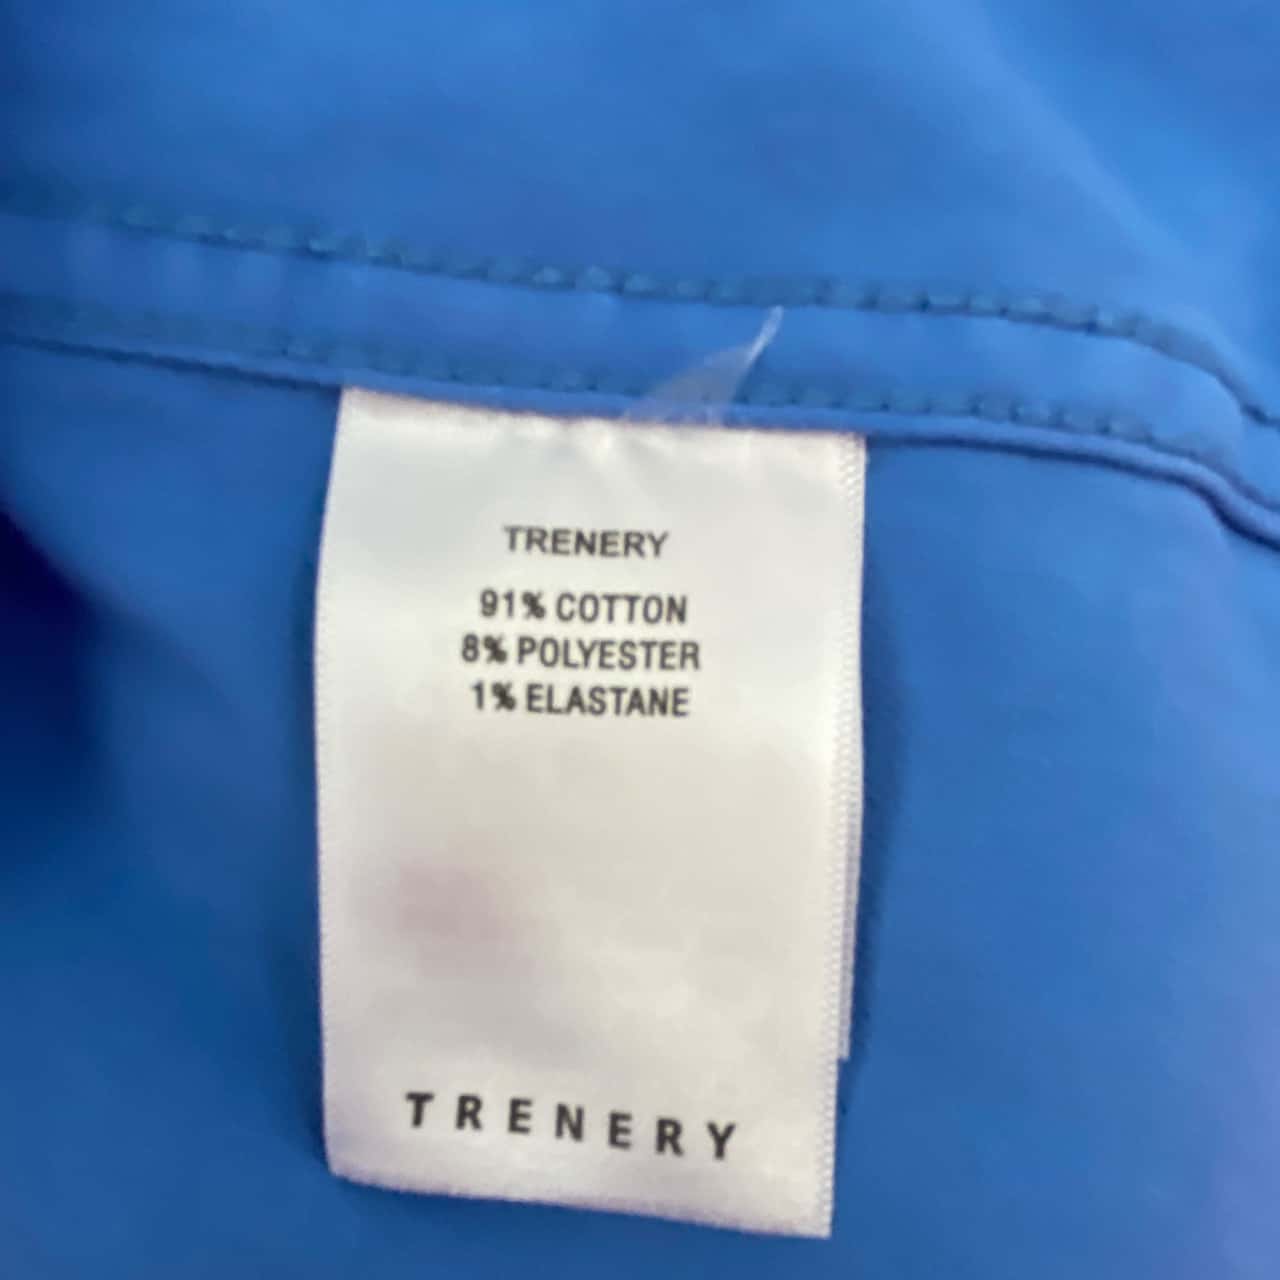 TRENERY
91% COTTON
8% POLYESTER
1% ELASTANE
TRENERY